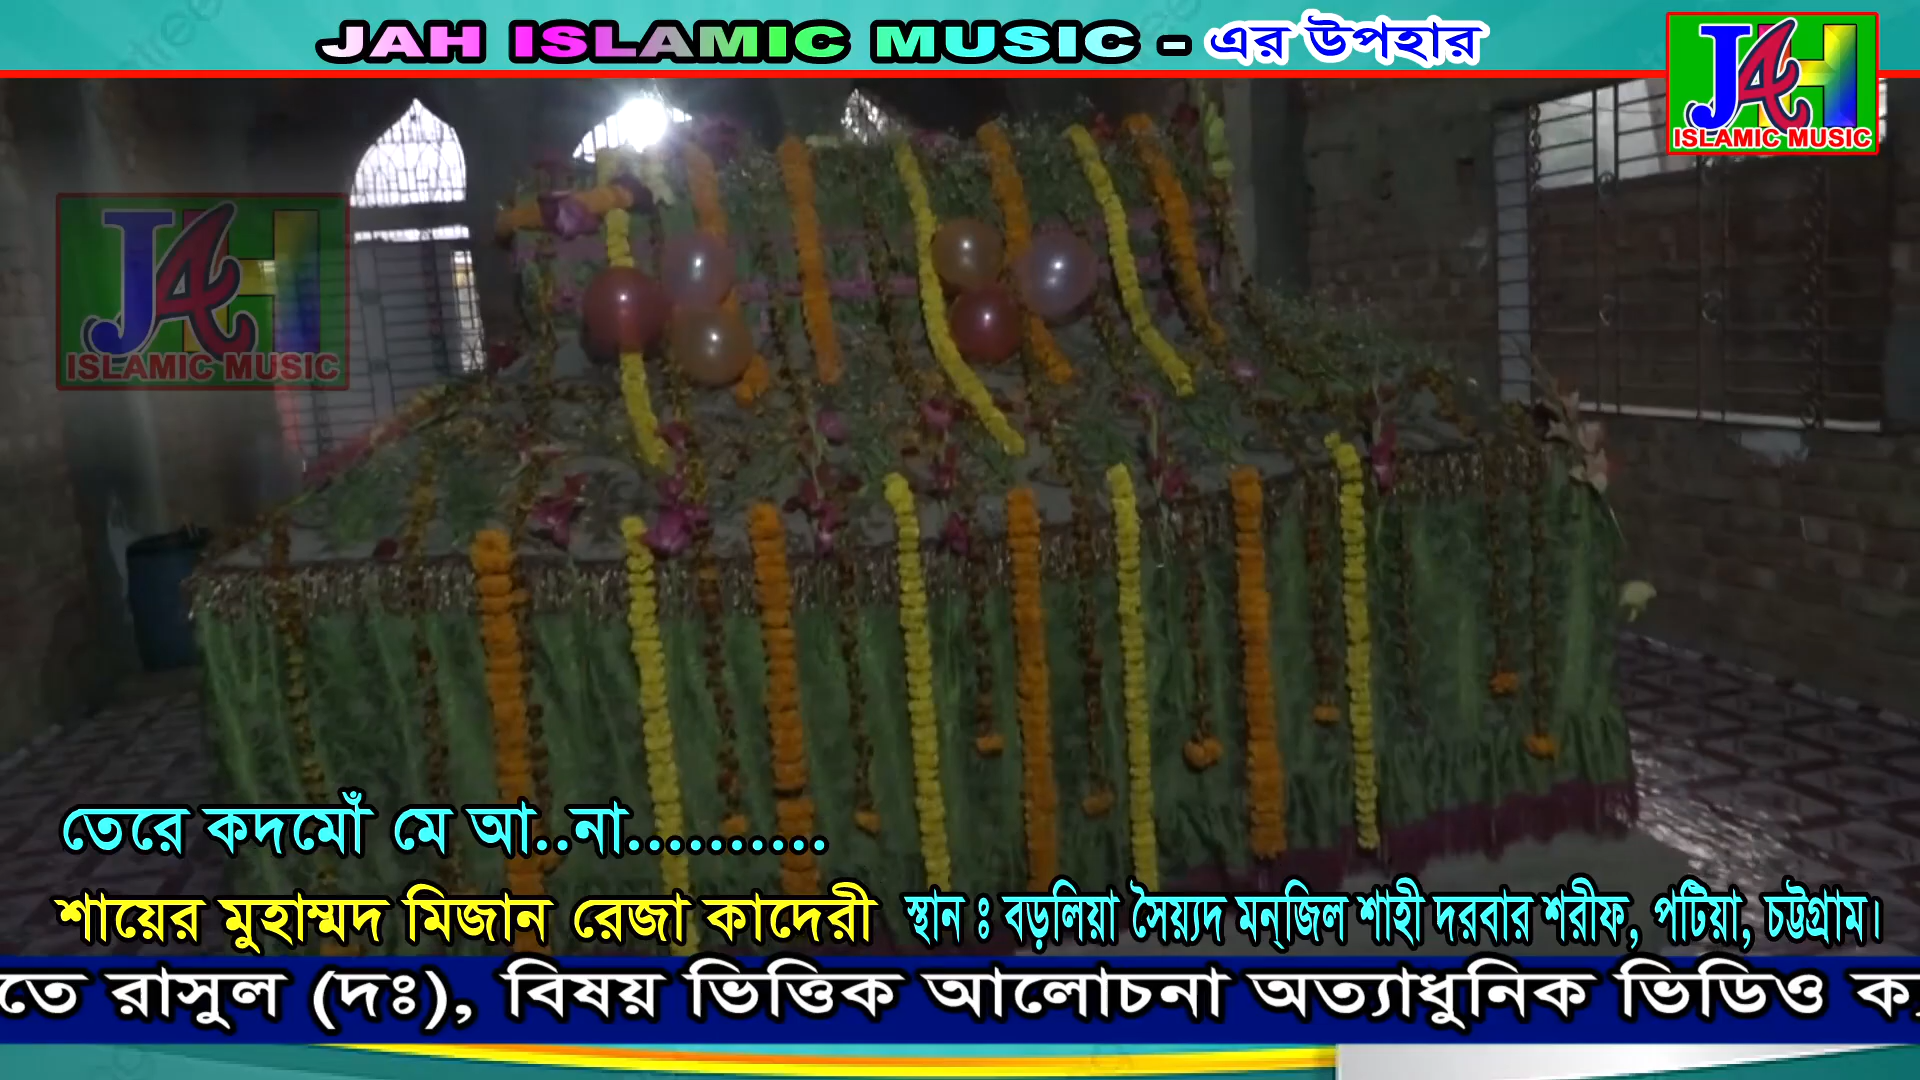 JAH ISLAMIC MUSIC - এর উপহার
JAH
ISLAMIC MUSIC
JAH
ISLAMIC MUSIC
তেরে কদমোঁ মে আ..না..........
শায়ের মুহাম্মদ মিজান রেজা কাদেরী
স্থান ঃ বড়লিয়া সৈয়্যদ মন্‌জিল শাহী দরবার শরীফ, পটিয়া, চট্টগ্রাম।
তে রাসুল (দঃ), বিষয় ভিত্তিক আলোচনা অত্যাধুনিক ভিডিও